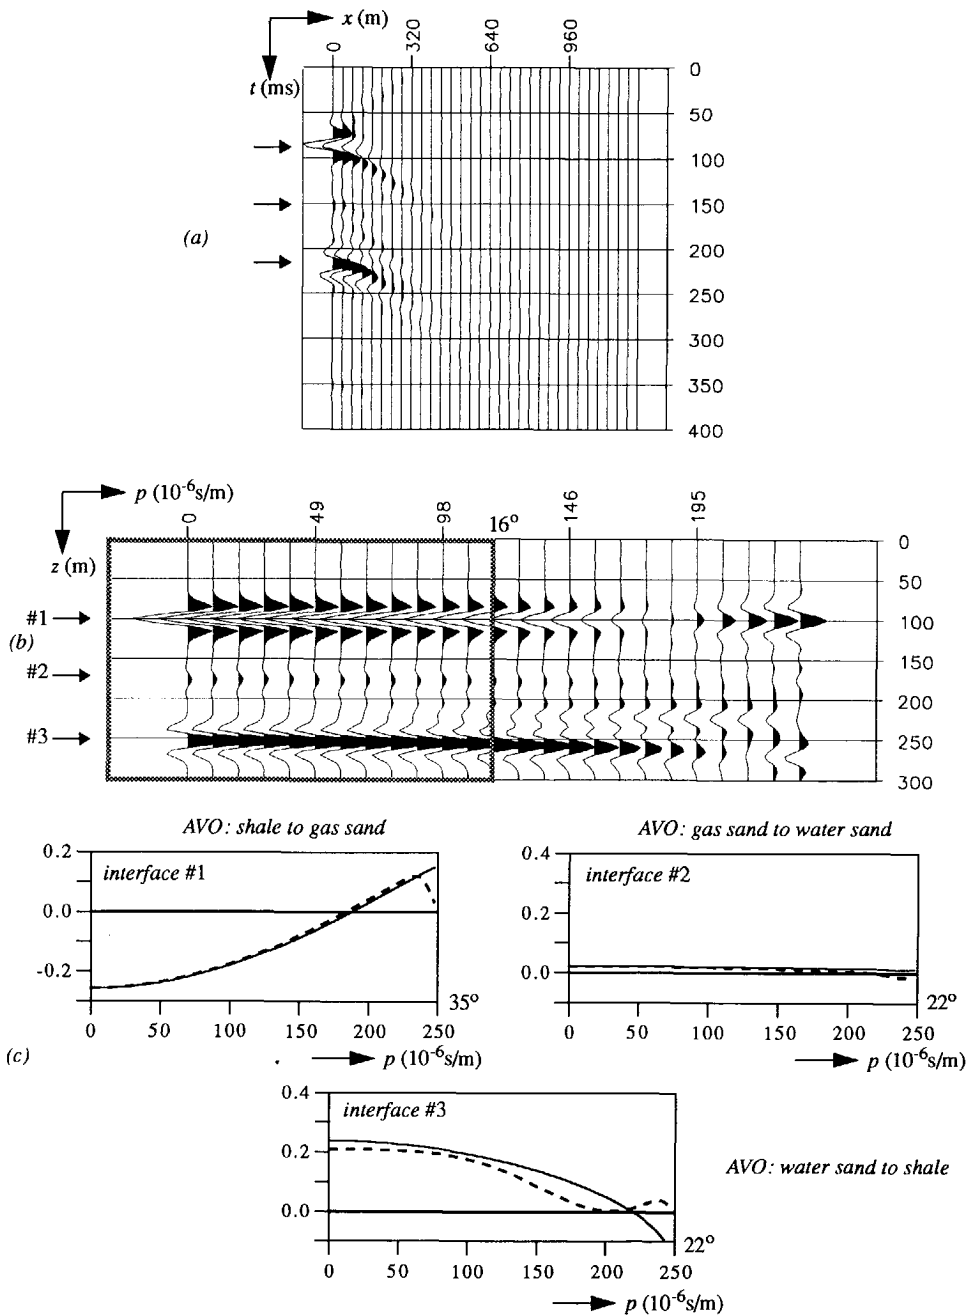 x (m)
0
320
640
960
t (ms)
0
50
100
150
200
250
300
350
400
(a)
p (10-6s/m)
0
49
98
16°
146
195
z (m)
0
50
100
150
200
250
300
#1
(b)
#2
#3
AVO: shale to gas sand
AVO: gas sand to water sand
0.2
0.0
-0.2
interface #1
35°
0 50 100 150 200 250
p (10-6s/m)
0.4
0.2
0.0
interface #2
22°
0 50 100 150 200 250
p (10-6s/m)
(c)
0.4
0.2
0.0
interface #3
AVO: water sand to shale
22°
0 50 100 150 200 250
p (10-6s/m)